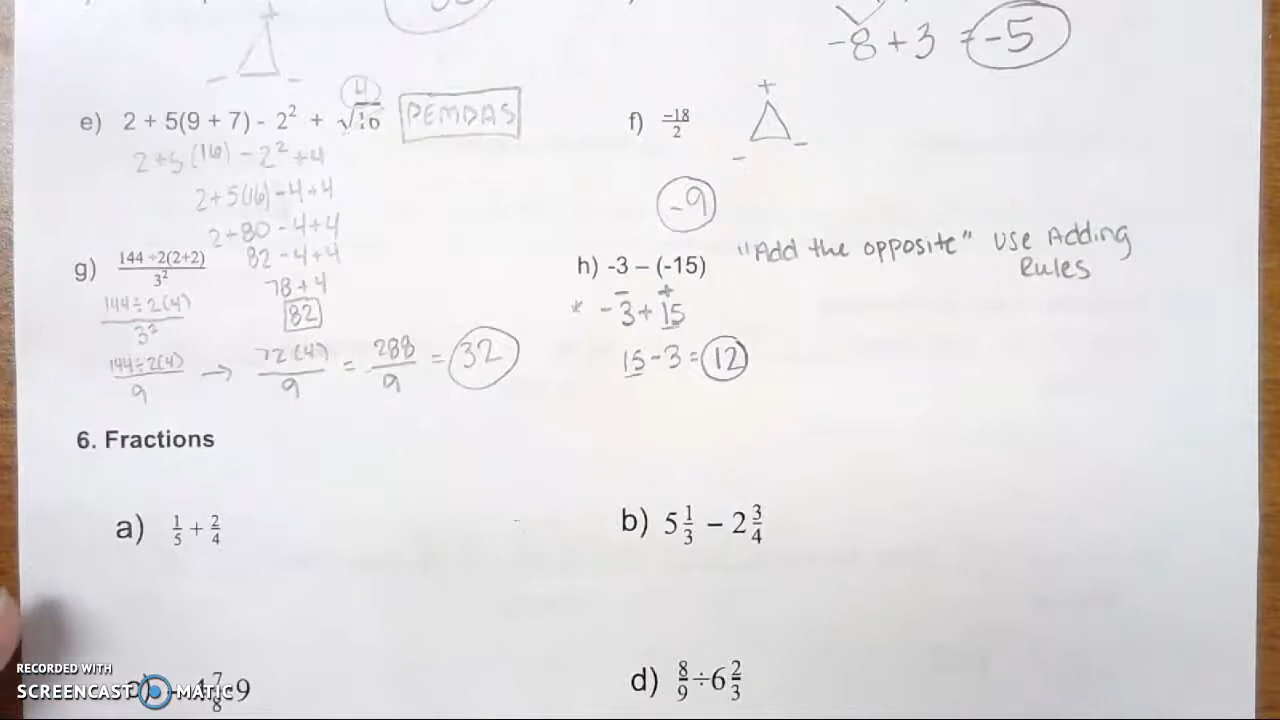 +
-8 + 3 = -5
- -
e) 2 + 5(9 + 7) - 2² + √16 4 PEMDAS
2+5(16) - 2² + 4
2+5(16) - 4 + 4
2+80 - 4 + 4
82 - 4 + 4
78 + 4
82
f) -18/2
+
- -
-9
g) 144 ÷2(2+2)/3²
144÷2(4)/3²
144÷2(4)/9 → 72(4)/9 = 288/9 = 32
h) -3 – (-15) "Add the opposite" Use Adding
Rules
- +
* -3 + 15
15 - 3 = 12
6. Fractions
a) 1/5 + 2/4
b) 5 1/3 − 2 3/4
d) 8/9 ÷ 6 2/3
RECORDED WITH
SCREENCAST-O-MATIC